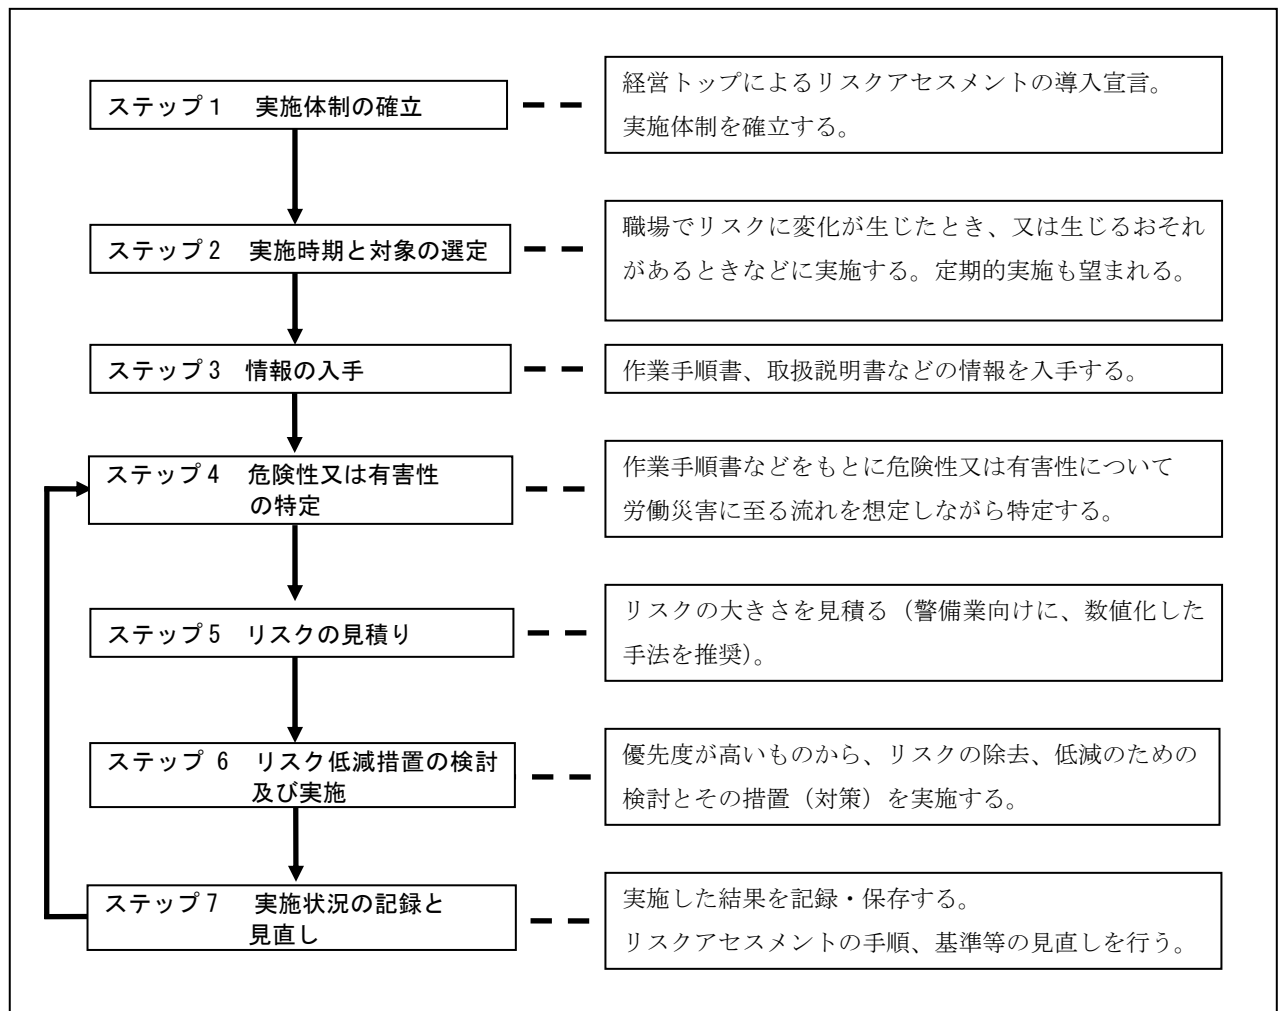 ステップ1　実施体制の確立
経営トップによるリスクアセスメントの導入宣言。
実施体制を確立する。
ステップ2　実施時期と対象の選定
職場でリスクに変化が生じたとき、又は生じるおそれ
があるときなどに実施する。定期的実施も望まれる。
ステップ3　情報の入手
作業手順書、取扱説明書などの情報を入手する。
ステップ4　危険性又は有害性
の特定
作業手順書などをもとに危険性又は有害性について
労働災害に至る流れを想定しながら特定する。
ステップ5　リスクの見積り
リスクの大きさを見積る（警備業向けに、数値化した
手法を推奨）。
ステップ 6　リスク低減措置の検討
及び実施
優先度が高いものから、リスクの除去、低減のための
検討とその措置（対策）を実施する。
ステップ7　実施状況の記録と
見直し
実施した結果を記録・保存する。
リスクアセスメントの手順、基準等の見直しを行う。